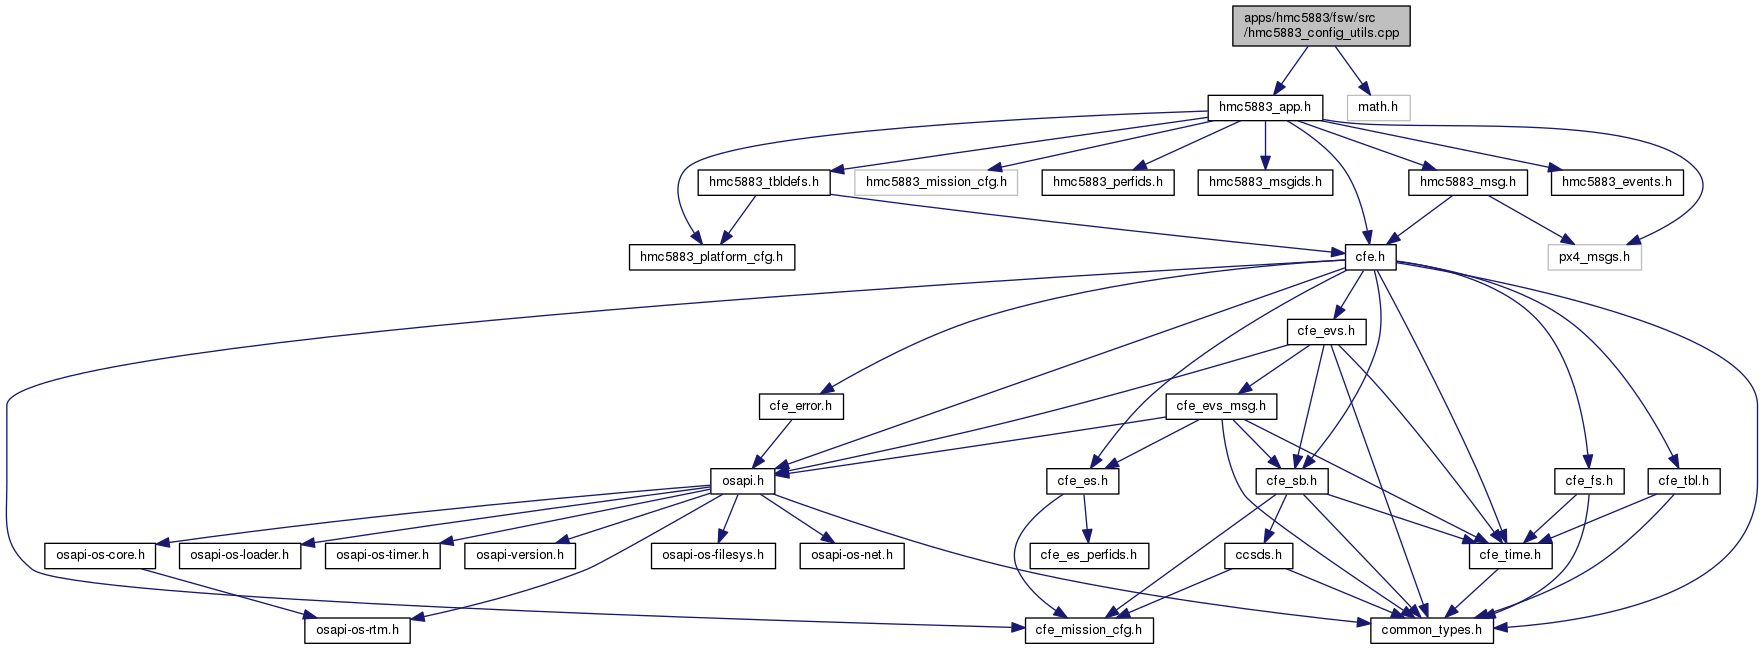 apps/hmc5883/fsw/src
/hmc5883_config_utils.cpp
hmc5883_app.h
math.h
hmc5883_tbldefs.h
hmc5883_mission_cfg.h
hmc5883_perfids.h
hmc5883_msgids.h
hmc5883_msg.h
hmc5883_events.h
hmc5883_platform_cfg.h
cfe.h
px4_msgs.h
cfe_evs.h
cfe_error.h
cfe_evs_msg.h
osapi.h
cfe_es.h
cfe_sb.h
cfe_fs.h
cfe_tbl.h
osapi-os-core.h
osapi-os-loader.h
osapi-os-timer.h
osapi-version.h
osapi-os-filesys.h
osapi-os-net.h
cfe_es_perfids.h
ccsds.h
cfe_time.h
osapi-os-rtm.h
cfe_mission_cfg.h
common_types.h